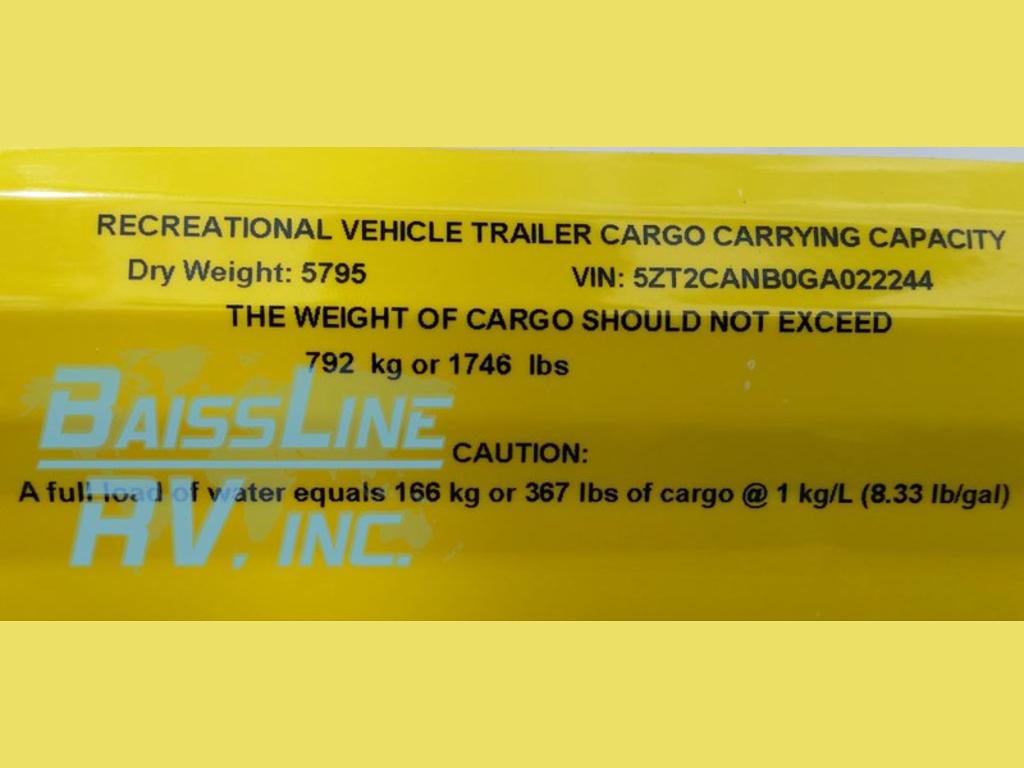 RECREATIONAL VEHICLE TRAILER CARGO CARRYING CAPACITY
Dry Weight: 5795 VIN: 5ZT2CANB0GA022244
THE WEIGHT OF CARGO SHOULD NOT EXCEED
792 kg or 1746 lbs
BAISSLINE
CAUTION:
A full load of water equals 166 kg or 367 lbs of cargo @ 1 kg/L (8.33 lb/gal)
RV, INC.